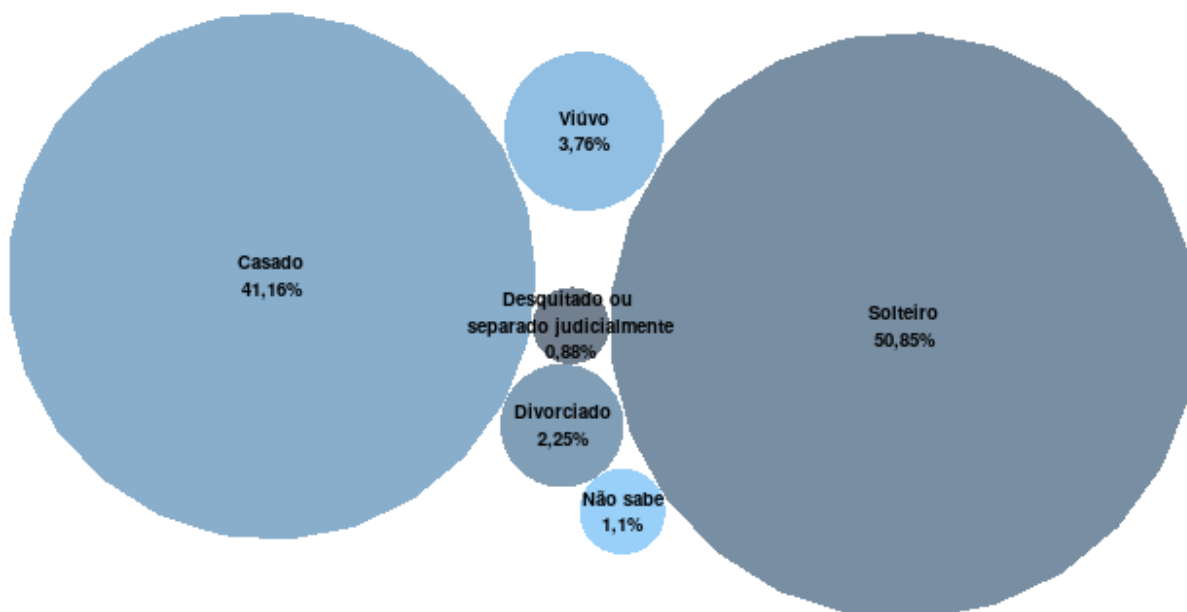 Viúvo
3,76%
Casado
41,16%
Desquitado ou
separado judicialmente
0,88%
Solteiro
50,85%
Divorciado
2,25%
Não sabe
1,1%